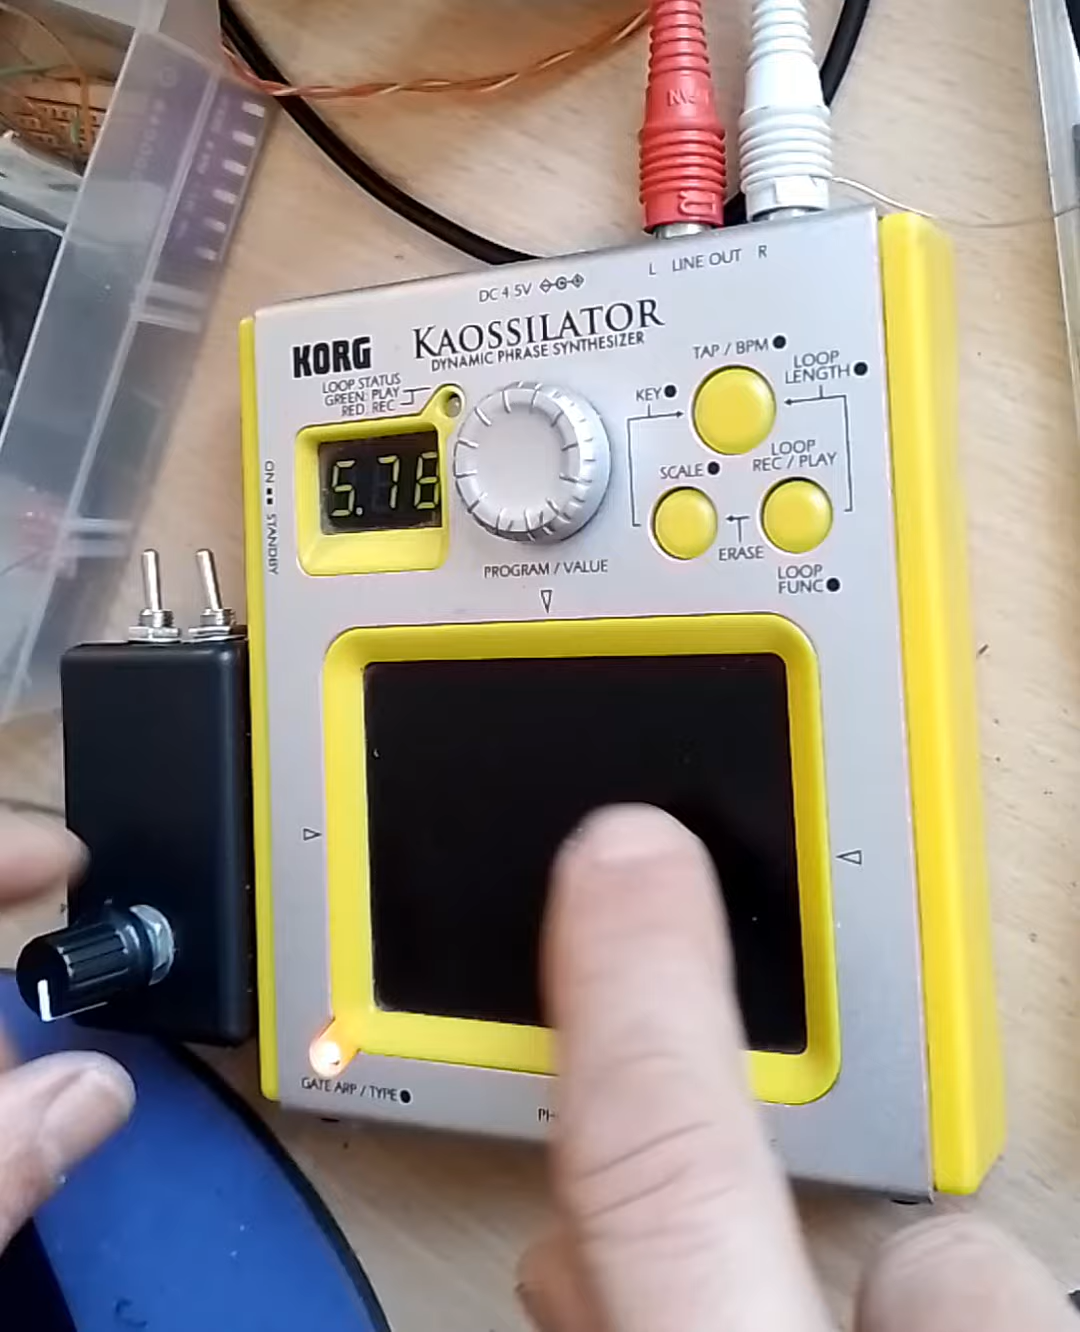 L LINE OUT R
DC 4.5V
KORG
KAOSSILATOR
DYNAMIC PHRASE SYNTHESIZER
TAP / BPM
LOOP
LENGTH
LOOP STATUS
GREEN: PLAY
RED: REC
KEY
LOOP
REC / PLAY
SCALE
5.78
ON
STANDBY
ERASE
PROGRAM / VALUE
LOOP
FUNC
GATE ARP / TYPE